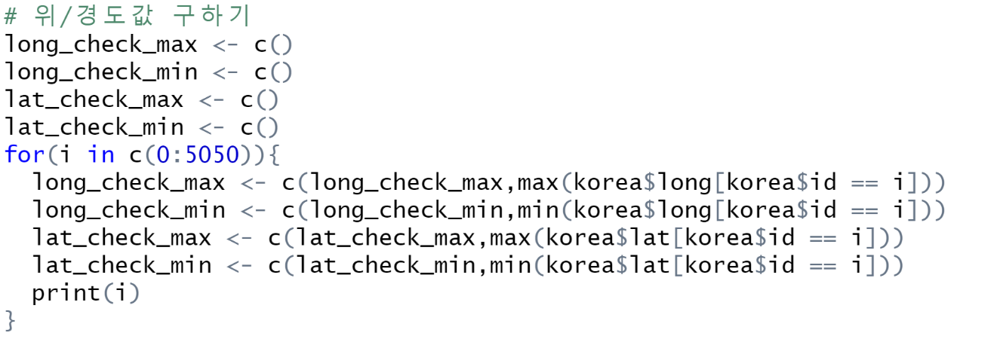 # 위/경도값 구하기
long_check_max <- c()
long_check_min <- c()
lat_check_max <- c()
lat_check_min <- c()
for(i in c(0:5050)){
  long_check_max <- c(long_check_max,max(korea$long[korea$id == i]))
  long_check_min <- c(long_check_min,min(korea$long[korea$id == i]))
  lat_check_max <- c(lat_check_max,max(korea$lat[korea$id == i]))
  lat_check_min <- c(lat_check_min,min(korea$lat[korea$id == i]))
  print(i)
}